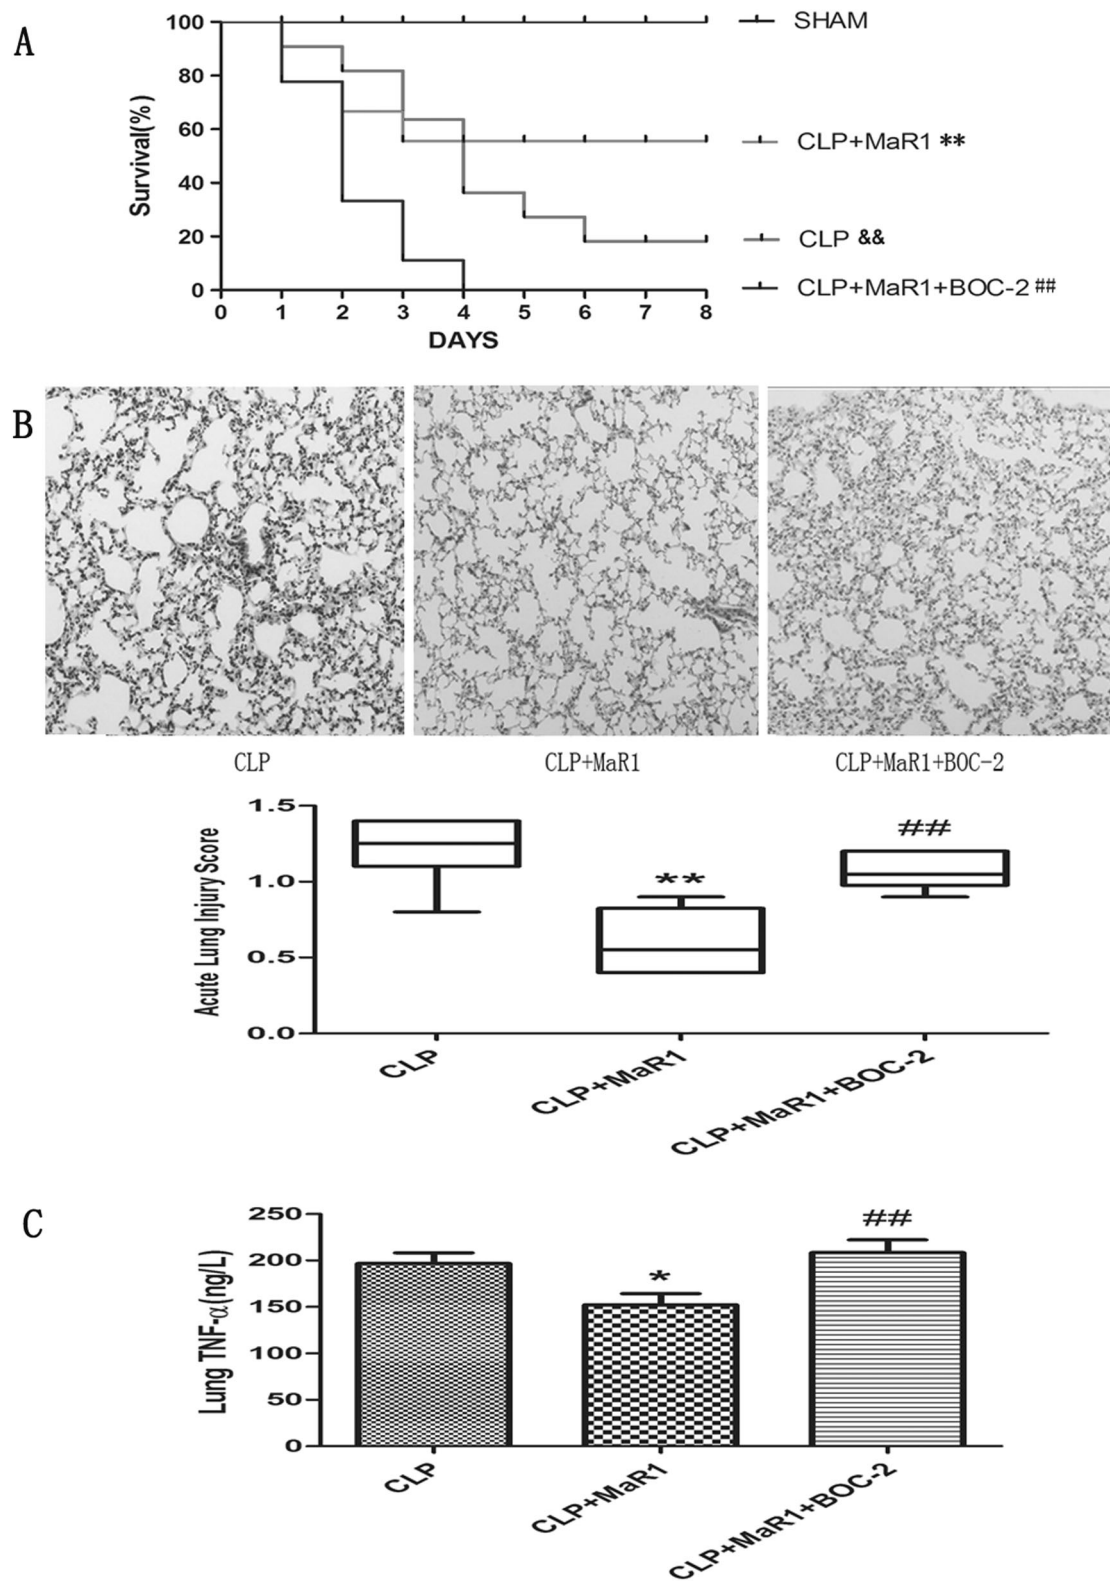 A
100
80
60
40
20
0
Survival(%)
0 1 2 3 4 5 6 7 8
DAYS
SHAM
CLP+MaR1 **
CLP &&
CLP+MaR1+BOC-2 ##
B
CLP CLP+MaR1 CLP+MaR1+BOC-2
Acute Lung Injury Score
1.5
1.0
0.5
0.0
**
##
CLP
CLP+MaR1
CLP+MaR1+BOC-2
C
Lung TNF-α(ng/L)
250
200
150
100
50
0
*
##
CLP
CLP+MaR1
CLP+MaR1+BOC-2